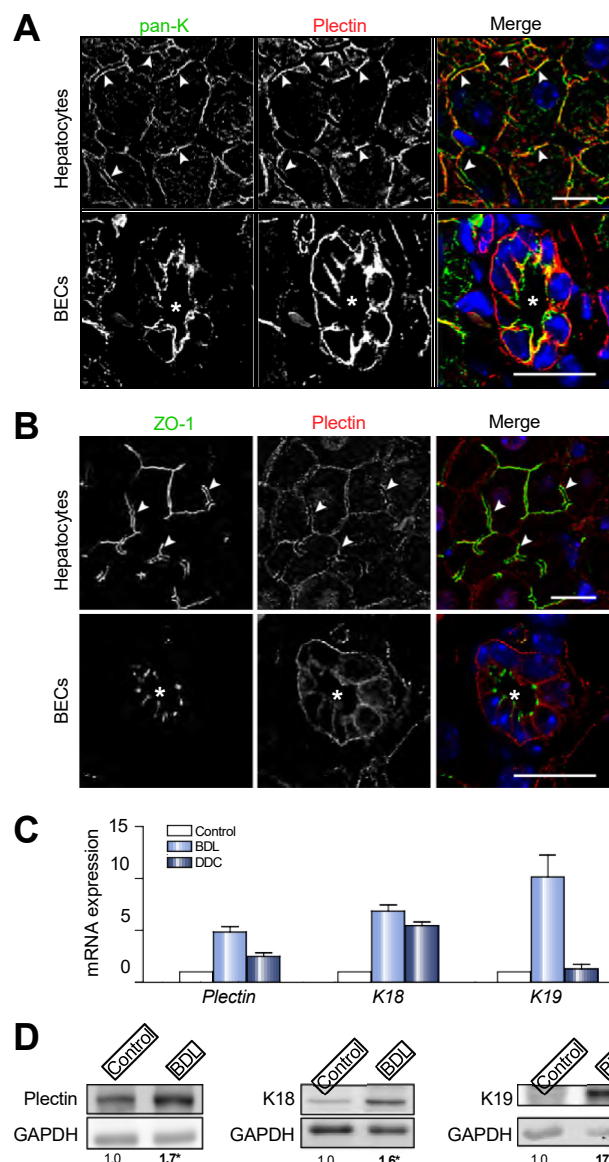 A
pan-K Plectin Merge
Hepatocytes
BECs
*
*
*
B
ZO-1 Plectin Merge
Hepatocytes
BECs
*
*
*
C
mRNA expression
15
10
5
0
Control
BDL
DDC
Plectin K18 K19
D
Control BDL
Plectin
GAPDH
1.0 1.7*
Control BDL
K18
GAPDH
1.0 1.6*
Control
K19
GAPDH
1.0 17